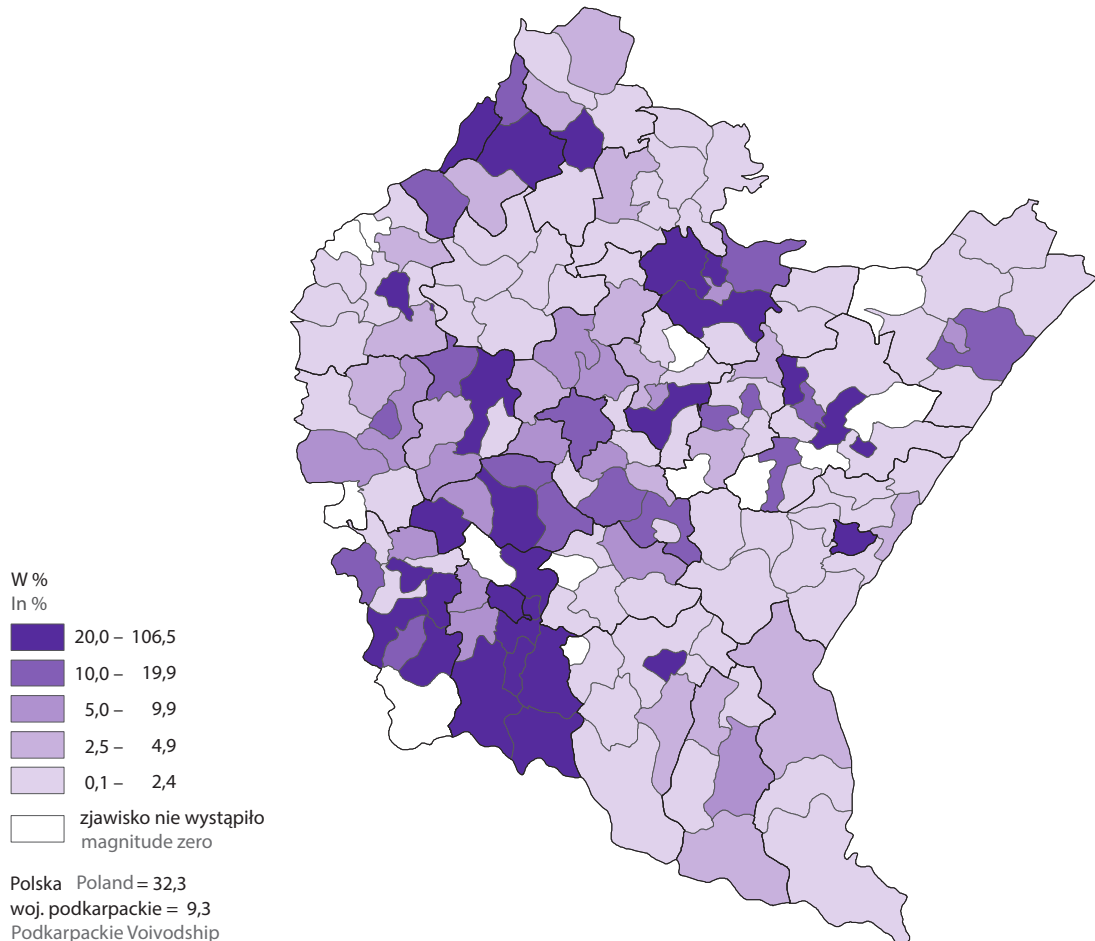 W %
In %
20,0 – 106,5
10,0 – 19,9
5,0 – 9,9
2,5 – 4,9
0,1 – 2,4
zjawisko nie wystąpiło
magnitude zero
Polska Poland = 32,3
woj. podkarpackie = 9,3
Podkarpackie Voivodship